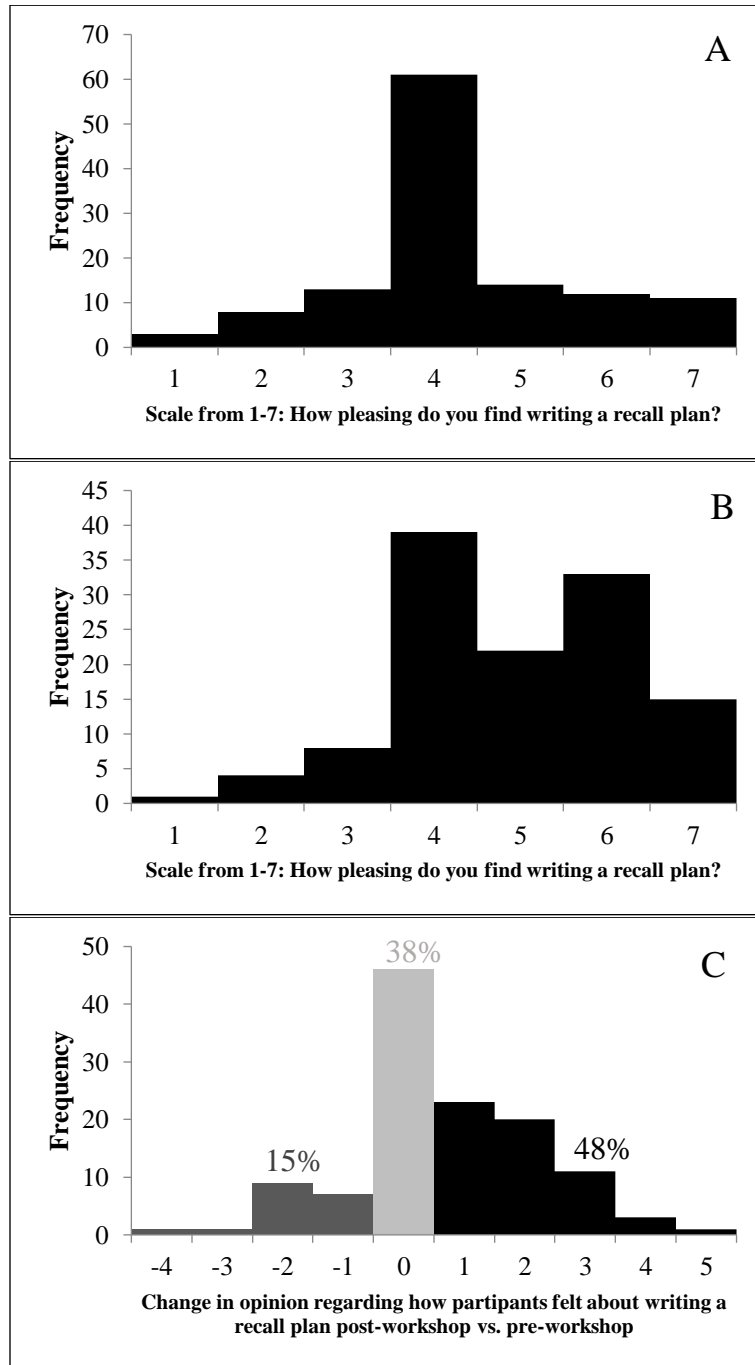 A
Frequency
70
60
50
40
30
20
10
0
1 2 3 4 5 6 7
Scale from 1-7: How pleasing do you find writing a recall plan?
B
Frequency
45
40
35
30
25
20
15
10
5
0
1 2 3 4 5 6 7
Scale from 1-7: How pleasing do you find writing a recall plan?
C
Frequency
50
40
30
20
10
0
38%
15%
48%
-4 -3 -2 -1 0 1 2 3 4 5
Change in opinion regarding how partipants felt about writing a
recall plan post-workshop vs. pre-workshop